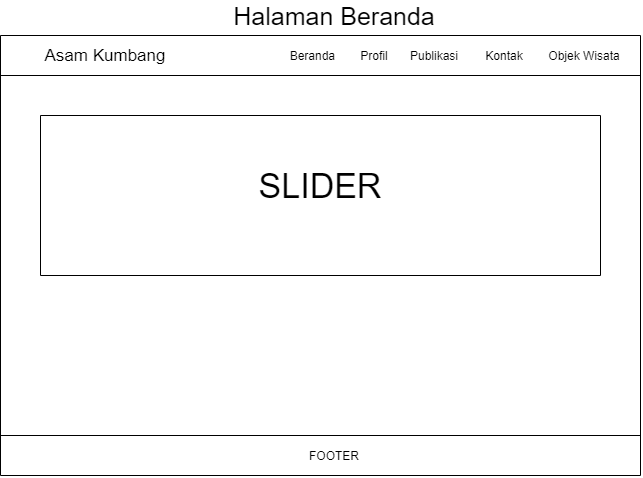 Halaman Beranda
Asam Kumbang Beranda Profil Publikasi Kontak Objek Wisata
SLIDER
FOOTER